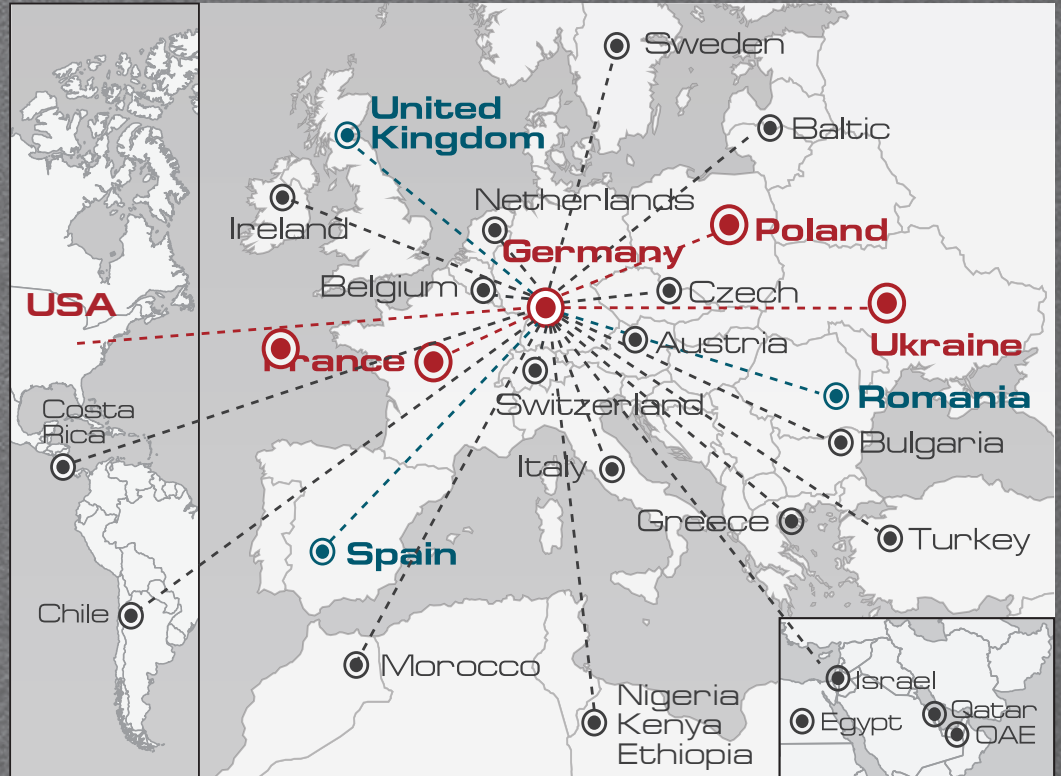 Sweden
United
Kingdom
Baltic
Netherlands
Ireland
Germany
Poland
Belgium
Czech
USA
France
Austria
Ukraine
Switzerland
Romania
Costa
Rica
Bulgaria
Italy
Greece
Turkey
Spain
Chile
Morocco
Israel
Nigeria
Kenya
Ethiopia
Egypt
Qatar
OAE